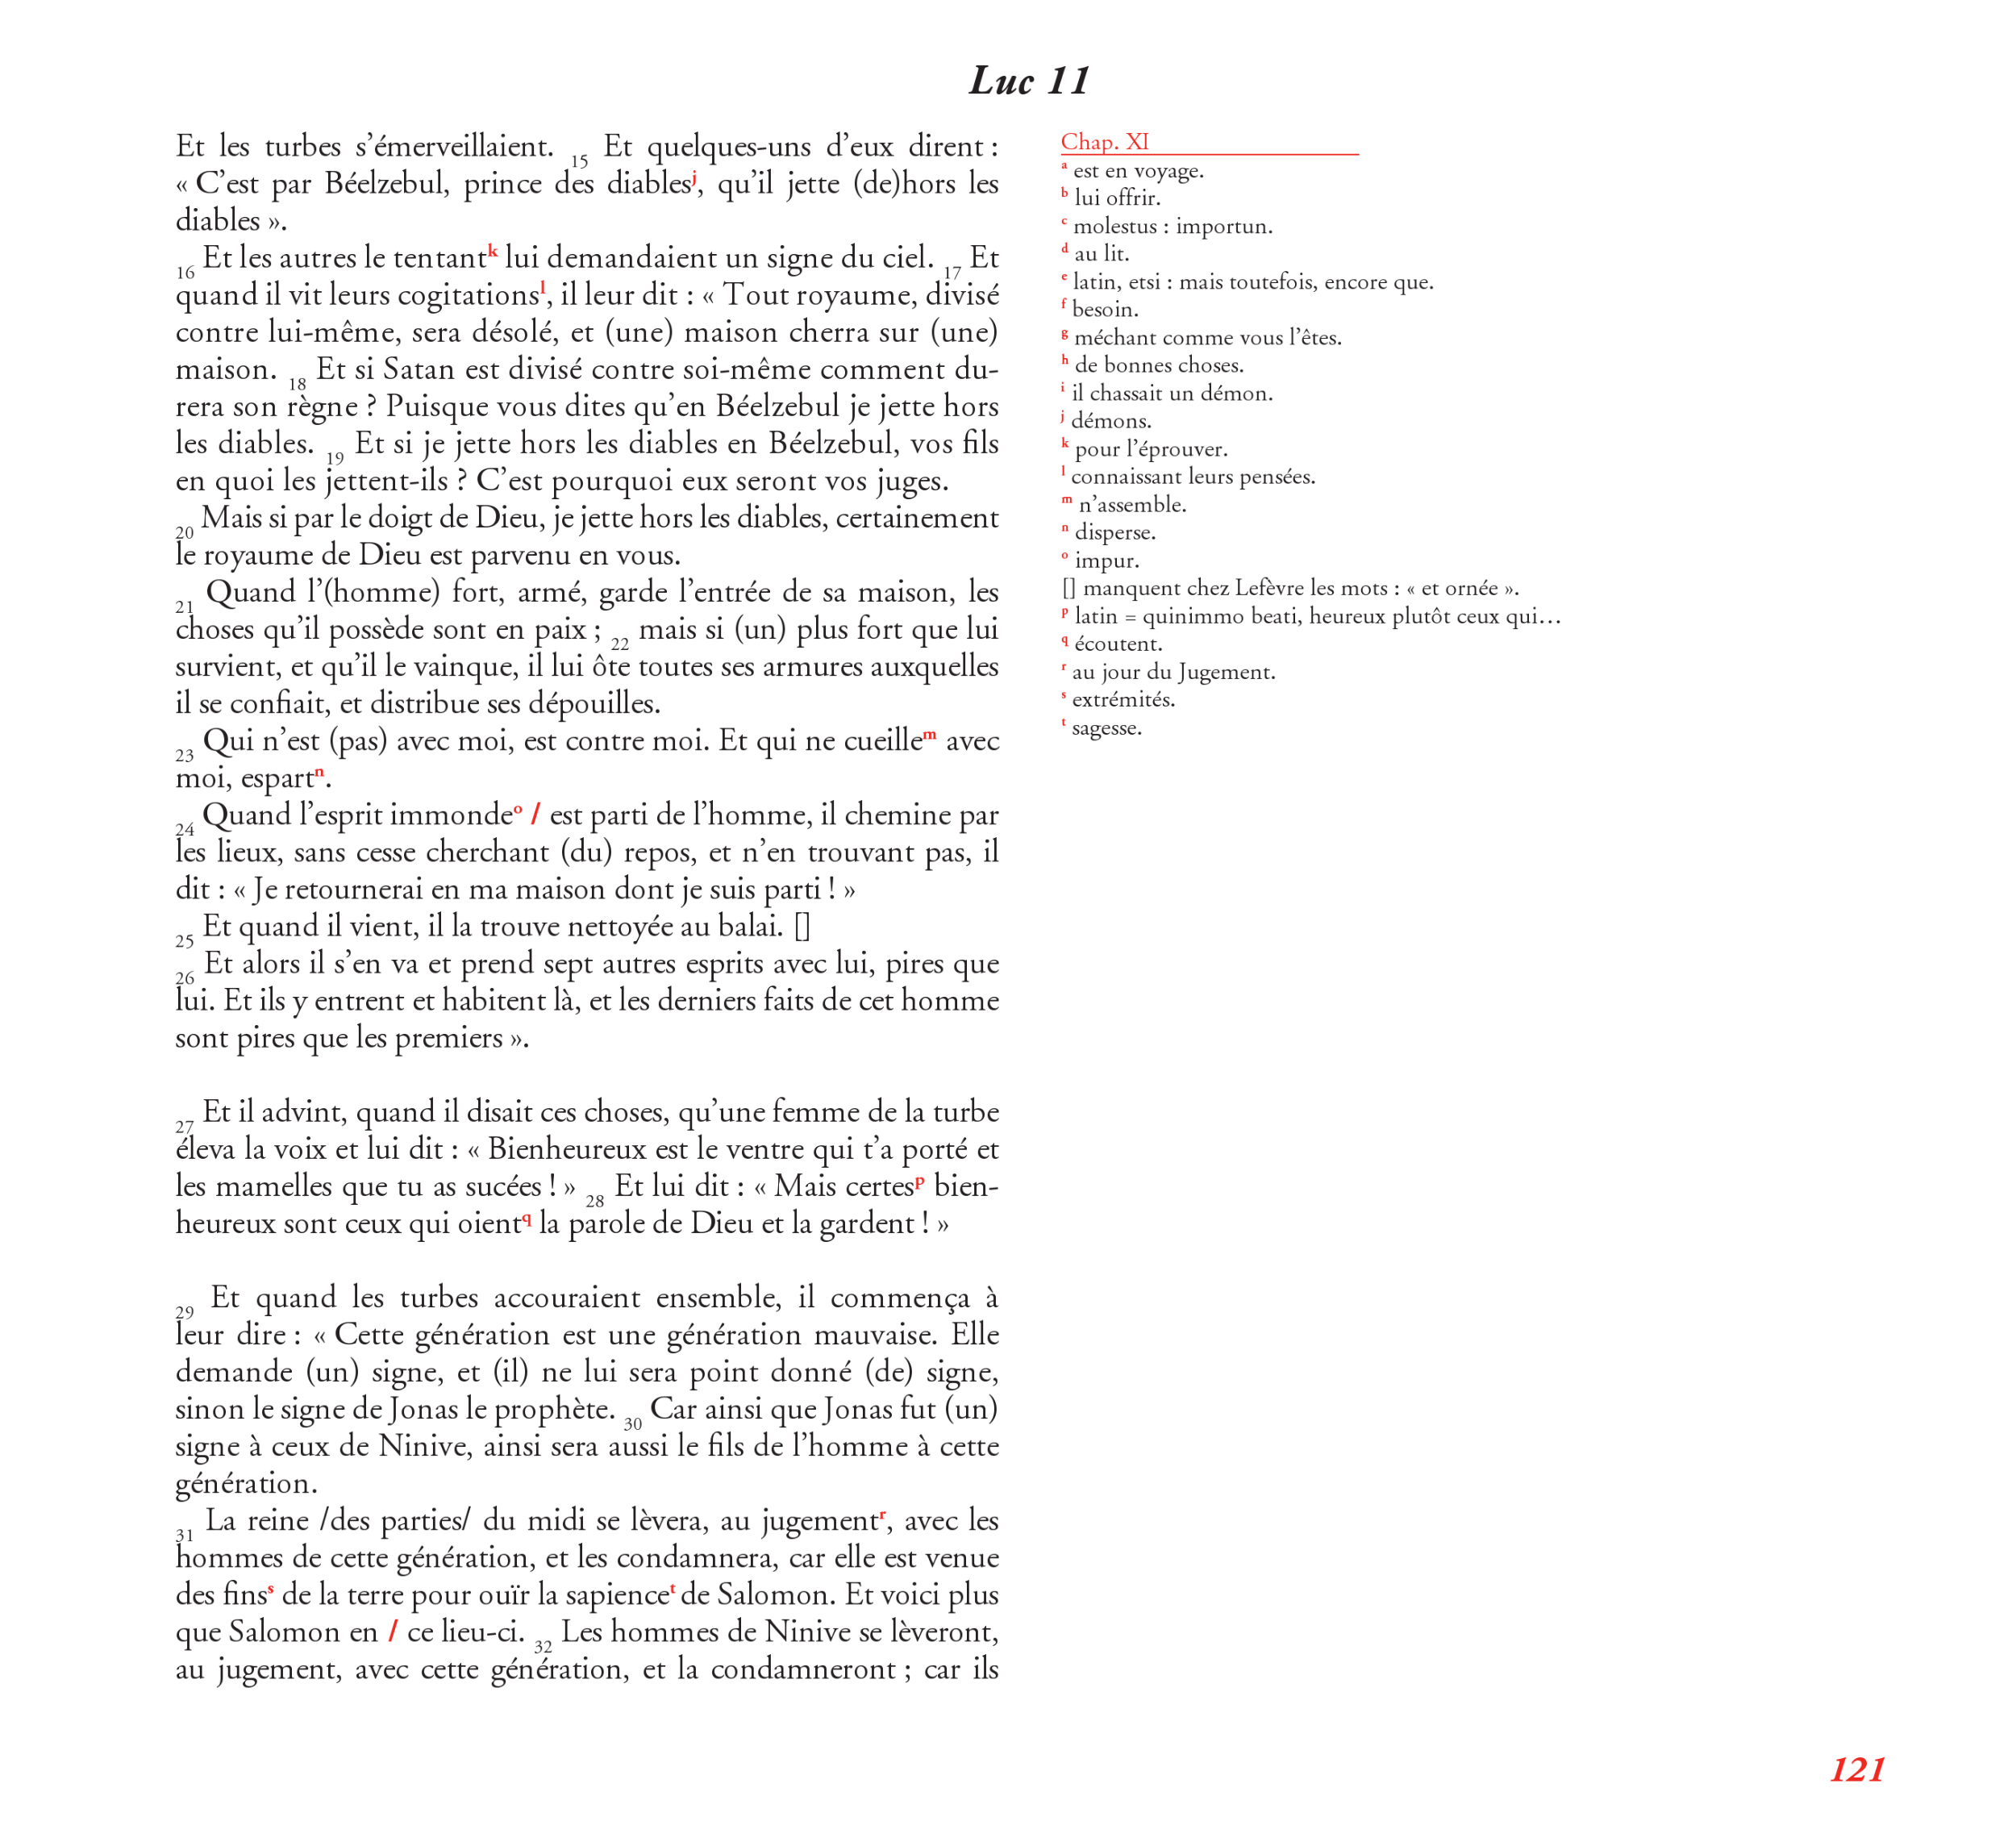 Luc 11
Et les turbes s’émerveillaient. 15 Et quelques-uns d’eux dirent :
« C’est par Béelzebul, prince des diablesj, qu’il jette (de)hors les
diables ».
16 Et les autres le tentantk lui demandaient un signe du ciel. 17 Et
quand il vit leurs cogitationsl, il leur dit : « Tout royaume, divisé
contre lui-même, sera désolé, et (une) maison cherra sur (une)
maison. 18 Et si Satan est divisé contre soi-même comment du-
rera son règne ? Puisque vous dites qu’en Béelzebul je jette hors
les diables. 19 Et si je jette hors les diables en Béelzebul, vos fils
en quoi les jettent-ils ? C’est pourquoi eux seront vos juges.
20 Mais si par le doigt de Dieu, je jette hors les diables, certainement
le royaume de Dieu est parvenu en vous.
21 Quand l’(homme) fort, armé, garde l’entrée de sa maison, les
choses qu’il possède sont en paix ; 22 mais si (un) plus fort que lui
survient, et qu’il le vainque, il lui ôte toutes ses armures auxquelles
il se confiait, et distribue ses dépouilles.
23 Qui n’est (pas) avec moi, est contre moi. Et qui ne cueillem avec
moi, espartn.
24 Quand l’esprit immondeo / est parti de l’homme, il chemine par
les lieux, sans cesse cherchant (du) repos, et n’en trouvant pas, il
dit : « Je retournerai en ma maison dont je suis parti ! »
25 Et quand il vient, il la trouve nettoyée au balai. []
26 Et alors il s’en va et prend sept autres esprits avec lui, pires que
lui. Et ils y entrent et habitent là, et les derniers faits de cet homme
sont pires que les premiers ».
27 Et il advint, quand il disait ces choses, qu’une femme de la turbe
éleva la voix et lui dit : « Bienheureux est le ventre qui t’a porté et
les mamelles que tu as sucées ! » 28 Et lui dit : « Mais certesp bien-
heureux sont ceux qui oientq la parole de Dieu et la gardent ! »
29 Et quand les turbes accouraient ensemble, il commença à
leur dire : « Cette génération est une génération mauvaise. Elle
demande (un) signe, et (il) ne lui sera point donné (de) signe,
sinon le signe de Jonas le prophète. 30 Car ainsi que Jonas fut (un)
signe à ceux de Ninive, ainsi sera aussi le fils de l’homme à cette
génération.
31 La reine /des parties/ du midi se lèvera, au jugementr, avec les
hommes de cette génération, et les condamnera, car elle est venue
des finss de la terre pour ouïr la sapiencet de Salomon. Et voici plus
que Salomon en / ce lieu-ci. 32 Les hommes de Ninive se lèveront,
au jugement, avec cette génération, et la condamneront ; car ils
Chap. XI
a est en voyage.
b lui offrir.
c molestus : importun.
d au lit.
e latin, etsi : mais toutefois, encore que.
f besoin.
g méchant comme vous l’êtes.
h de bonnes choses.
i il chassait un démon.
j démons.
k pour l’éprouver.
l connaissant leurs pensées.
m n’assemble.
n disperse.
o impur.
[] manquent chez Lefèvre les mots : « et ornée ».
p latin = quinimmo beati, heureux plutôt ceux qui…
q écoutent.
r au jour du Jugement.
s extrémités.
t sagesse.
121